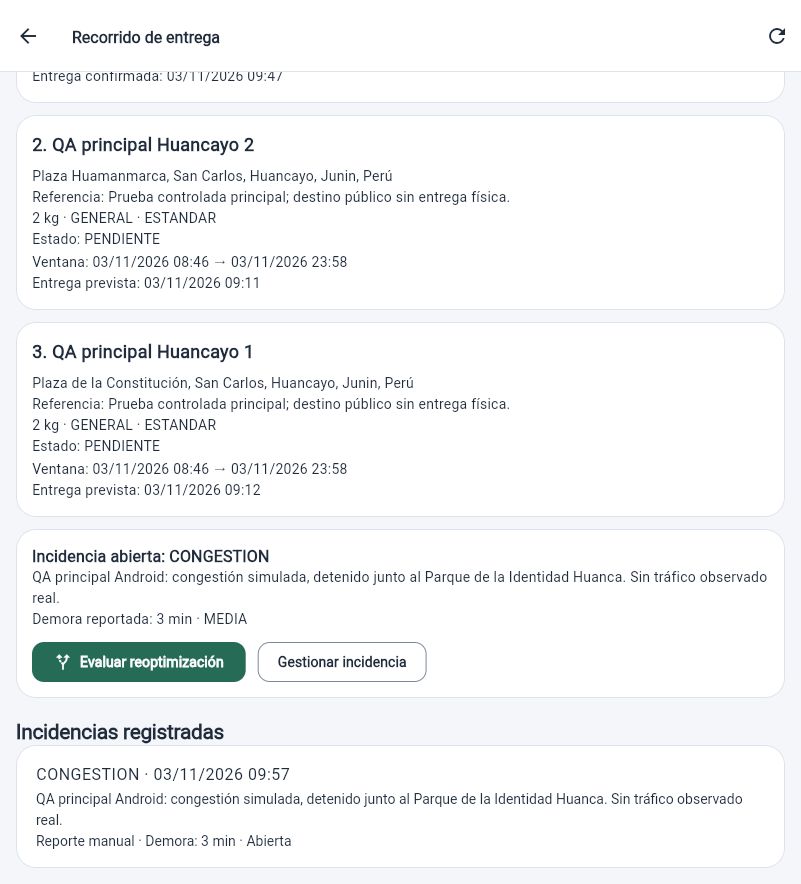 Recorrido de entrega
Entrega confirmada: 03/11/2026 09:47
2. QA principal Huancayo 2
Plaza Huamanmarca, San Carlos, Huancayo, Junin, Perú
Referencia: Prueba controlada principal; destino público sin entrega física.
2 kg · GENERAL · ESTANDAR
Estado: PENDIENTE
Ventana: 03/11/2026 08:46 → 03/11/2026 23:58
Entrega prevista: 03/11/2026 09:11
3. QA principal Huancayo 1
Plaza de la Constitución, San Carlos, Huancayo, Junin, Perú
Referencia: Prueba controlada principal; destino público sin entrega física.
2 kg · GENERAL · ESTANDAR
Estado: PENDIENTE
Ventana: 03/11/2026 08:46 → 03/11/2026 23:58
Entrega prevista: 03/11/2026 09:12
Incidencia abierta: CONGESTION
QA principal Android: congestión simulada, detenido junto al Parque de la Identidad Huanca. Sin tráfico observado
real.
Demora reportada: 3 min · MEDIA
Evaluar reoptimización
Gestionar incidencia
Incidencias registradas
CONGESTION · 03/11/2026 09:57
QA principal Android: congestión simulada, detenido junto al Parque de la Identidad Huanca. Sin tráfico observado
real.
Reporte manual · Demora: 3 min · Abierta